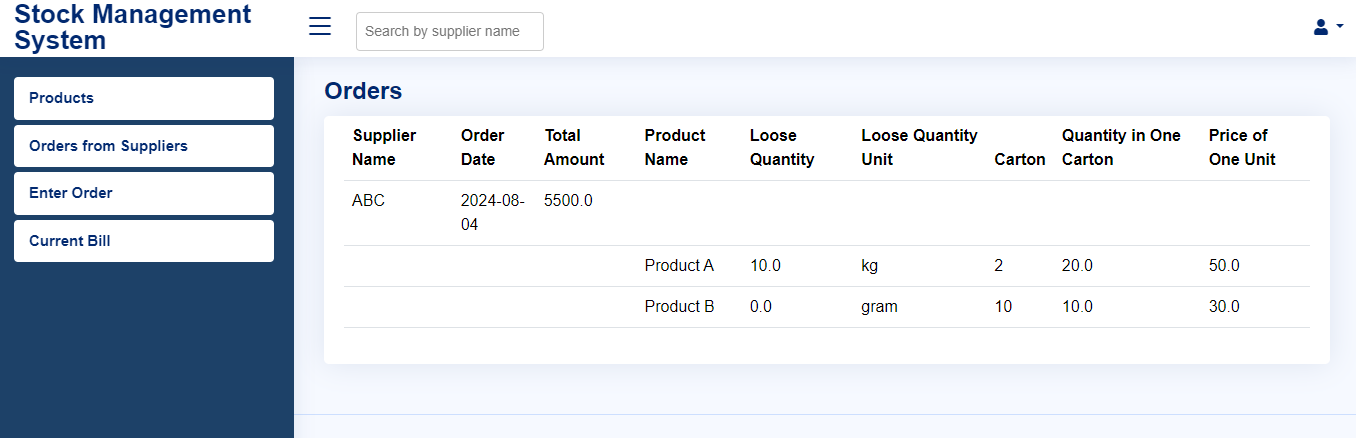 Stock Management
System
Search by supplier name
Products
Orders from Suppliers
Enter Order
Current Bill
Orders
Supplier Name Order Date Total Amount Product Name Loose Quantity Loose Quantity Unit Carton Quantity in One Carton Price of One Unit
ABC 2024-08-04 5500.0
Product A 10.0 kg 2 20.0 50.0
Product B 0.0 gram 10 10.0 30.0